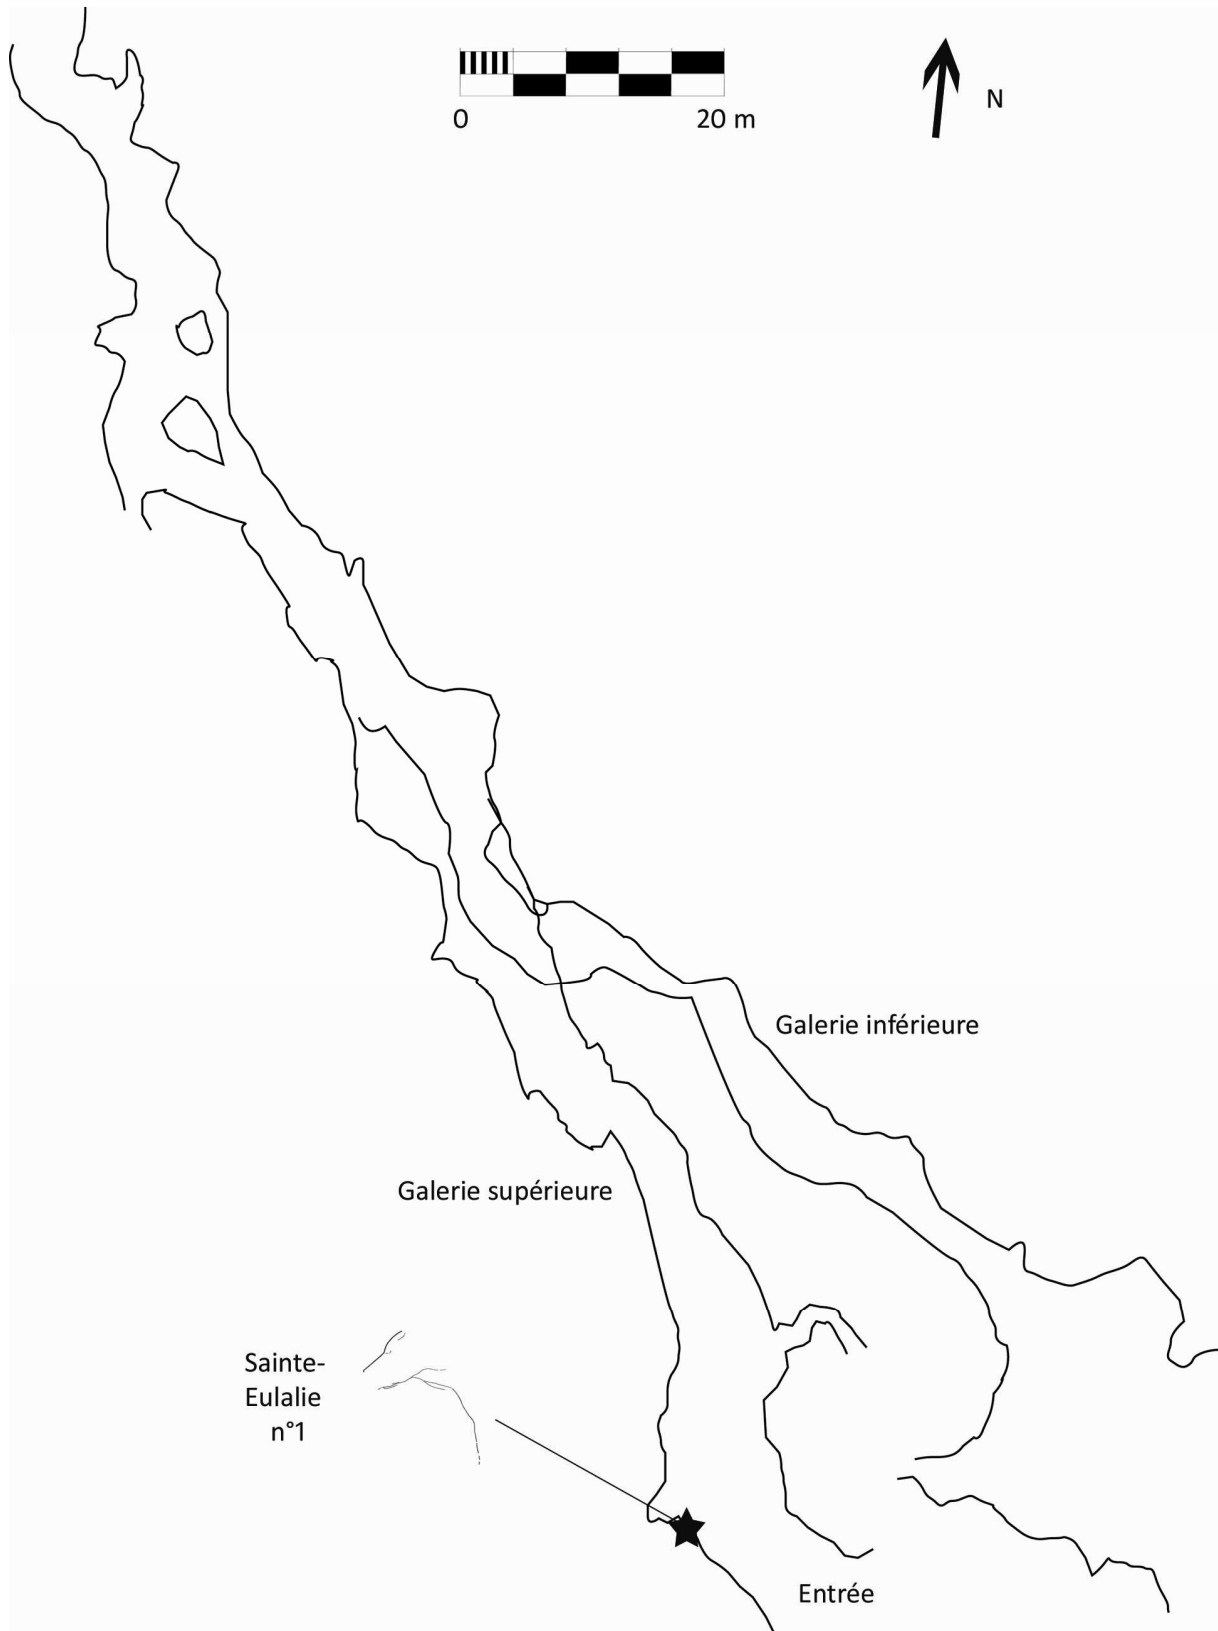 0
20 m
N
Galerie inférieure
Galerie supérieure
Sainte-
Eulalie
n°1
Entrée